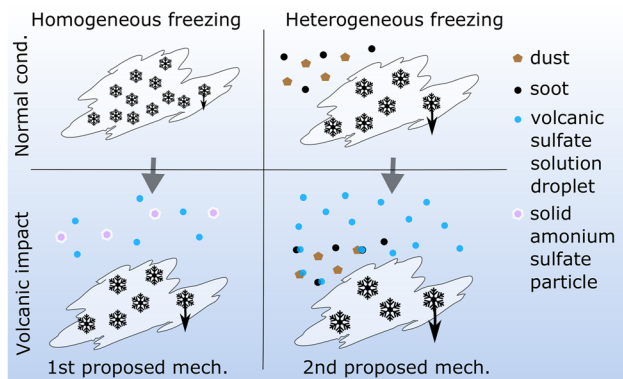 Homogeneous freezing
Heterogeneous freezing
Normal cond.
dust
soot
volcanic
sulfate
solution
droplet
solid
amonium
sulfate
particle
Volcanic impact
1st proposed mech.
2nd proposed mech.